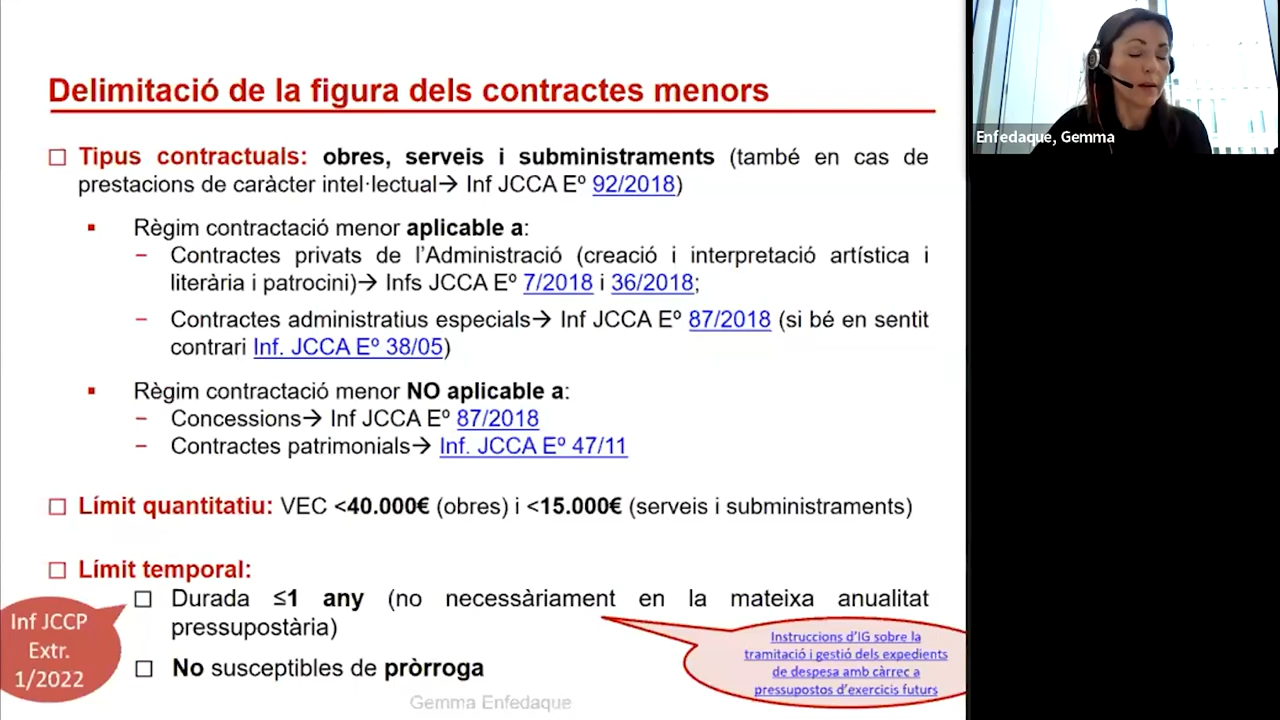 Delimitació de la figura dels contractes menors
Tipus contractuals: obres, serveis i subministraments (també en cas de
prestacions de caràcter intel·lectual→ Inf JCCA Eº 92/2018)
Règim contractació menor aplicable a:
− Contractes privats de l'Administració (creació i interpretació artística i
literària i patrocini)→ Infs JCCA Eº 7/2018 i 36/2018;
− Contractes administratius especials→ Inf JCCA Eº 87/2018 (si bé en sentit
contrari Inf. JCCA Eº 38/05)
Règim contractació menor NO aplicable a:
− Concessions→ Inf JCCA Eº 87/2018
− Contractes patrimonials→ Inf. JCCA Eº 47/11
Límit quantitatiu: VEC <40.000€ (obres) i <15.000€ (serveis i subministraments)
Límit temporal:
Durada ≤1 any (no necessàriament en la mateixa anualitat
pressupostària)
No susceptibles de pròrroga
Inf JCCP
Extr.
1/2022
Instruccions d'IG sobre la
tramitació i gestió dels expedients
de despesa amb càrrec a
pressupostos d'exercicis futurs
Gemma Enfedaque
Enfedaque, Gemma